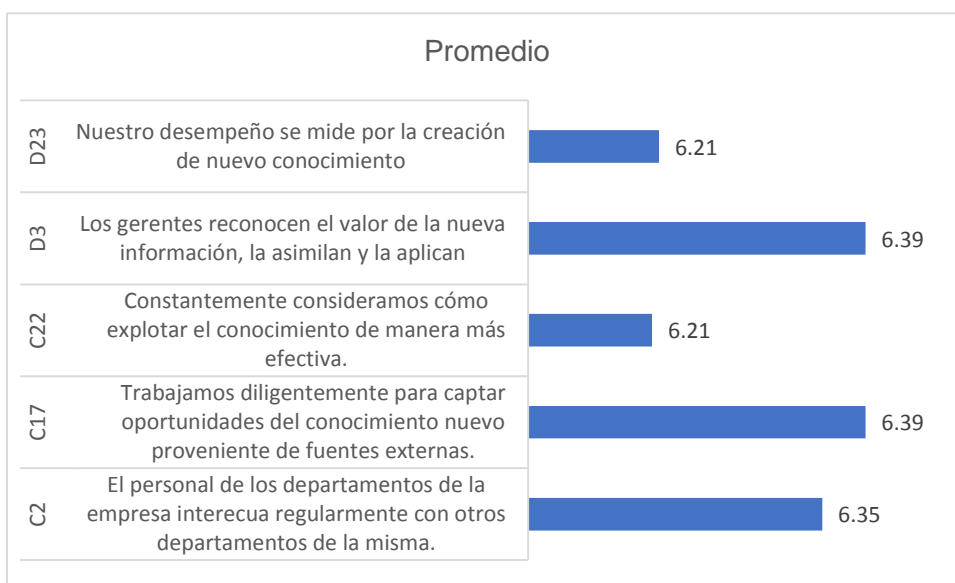 Promedio
D23
Nuestro desempeño se mide por la creación
de nuevo conocimiento
6.21
D3
Los gerentes reconocen el valor de la nueva
información, la asimilan y la aplican
6.39
C22
Constantemente consideramos cómo
explotar el conocimiento de manera más
efectiva.
6.21
C17
Trabajamos diligentemente para captar
oportunidades del conocimiento nuevo
proveniente de fuentes externas.
6.39
C2
El personal de los departamentos de la
empresa interecua regularmente con otros
departamentos de la misma.
6.35